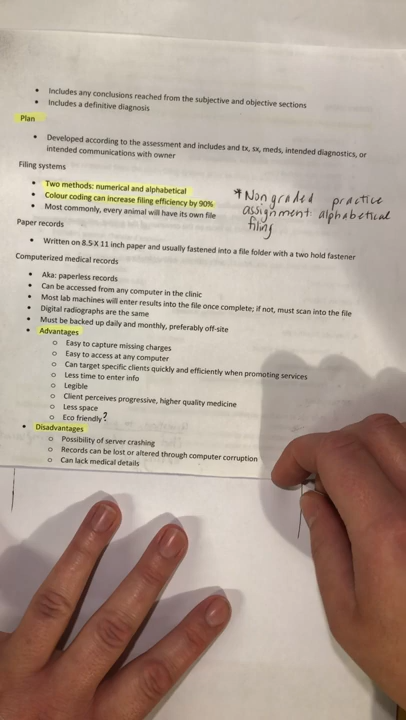 • Includes any conclusions reached from the subjective and objective sections
• Includes a definitive diagnosis
Plan
• Developed according to the assessment and includes and tx, sx, meds, intended diagnostics, or
intended communications with owner
Filing systems
• Two methods: numerical and alphabetical
• Colour coding can increase filing efficiency by 90%
• Most commonly, every animal will have its own file
* Non graded practice
assignment: alphabetical
filing
Paper records
• Written on 8.5 X 11 inch paper and usually fastened into a file folder with a two hold fastener
Computerized medical records
• Aka: paperless records
• Can be accessed from any computer in the clinic
• Most lab machines will enter results into the file once complete; if not, must scan into the file
• Digital radiographs are the same
• Must be backed up daily and monthly, preferably off-site
• Advantages
o Easy to capture missing charges
o Easy to access at any computer
o Can target specific clients quickly and efficiently when promoting services
o Less time to enter info
o Legible
o Client perceives progressive, higher quality medicine
o Less space
o Eco friendly?
• Disadvantages
o Possibility of server crashing
o Records can be lost or altered through computer corruption
o Can lack medical details